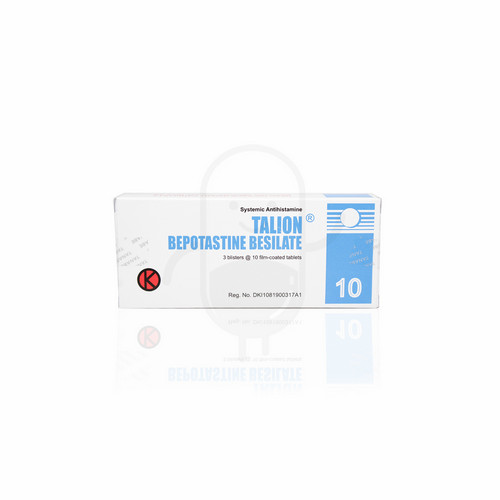 Systemic Antihistamine
TALION®
BEPOTASTINE BESILATE
3 blisters @ 10 film-coated tablets
K
Reg. No. DKI1081900317A1
10